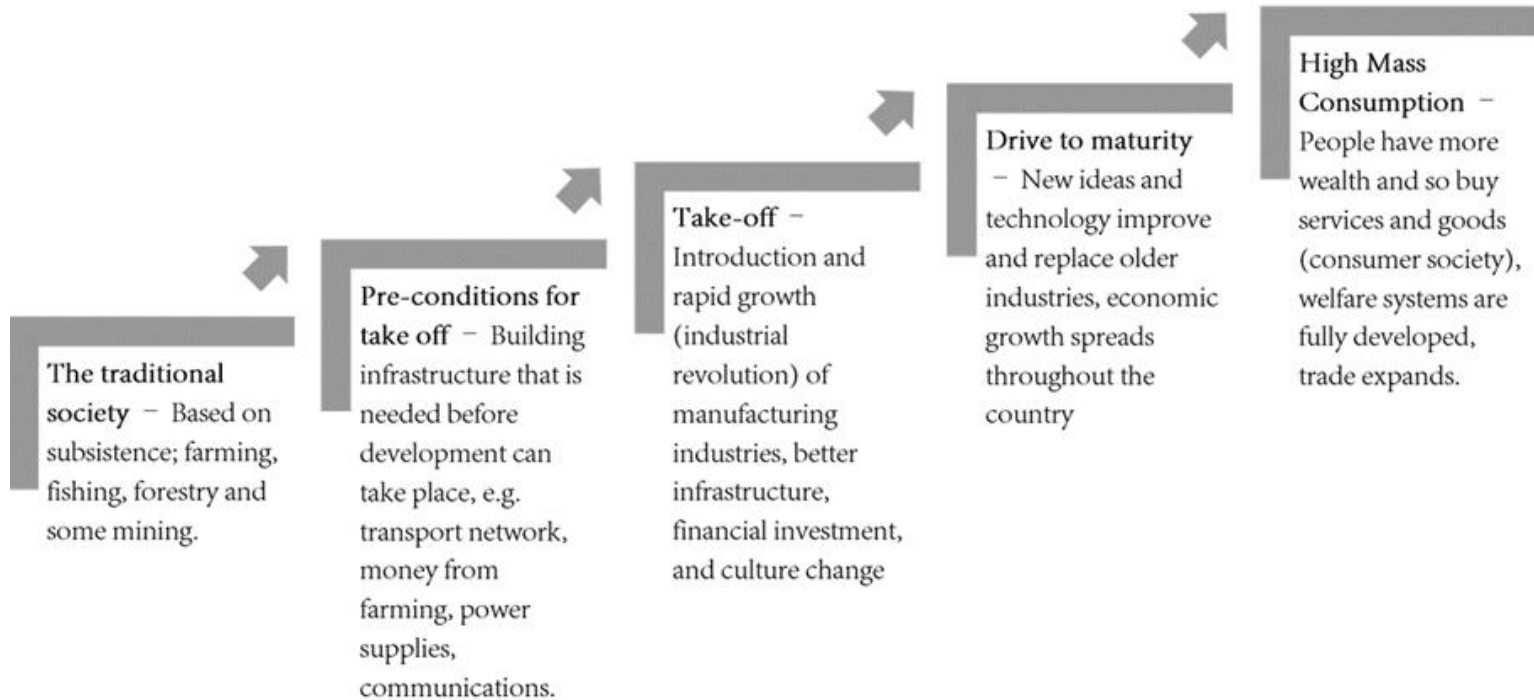 The traditional
society – Based on
subsistence; farming,
fishing, forestry and
some mining.
Pre-conditions for
take off – Building
infrastructure that is
needed before
development can
take place, e.g.
transport network,
money from
farming, power
supplies,
communications.
Take-off –
Introduction and
rapid growth
(industrial
revolution) of
manufacturing
industries, better
infrastructure,
financial investment,
and culture change
Drive to maturity
– New ideas and
technology improve
and replace older
industries, economic
growth spreads
throughout the
country
High Mass
Consumption –
People have more
wealth and so buy
services and goods
(consumer society),
welfare systems are
fully developed,
trade expands.